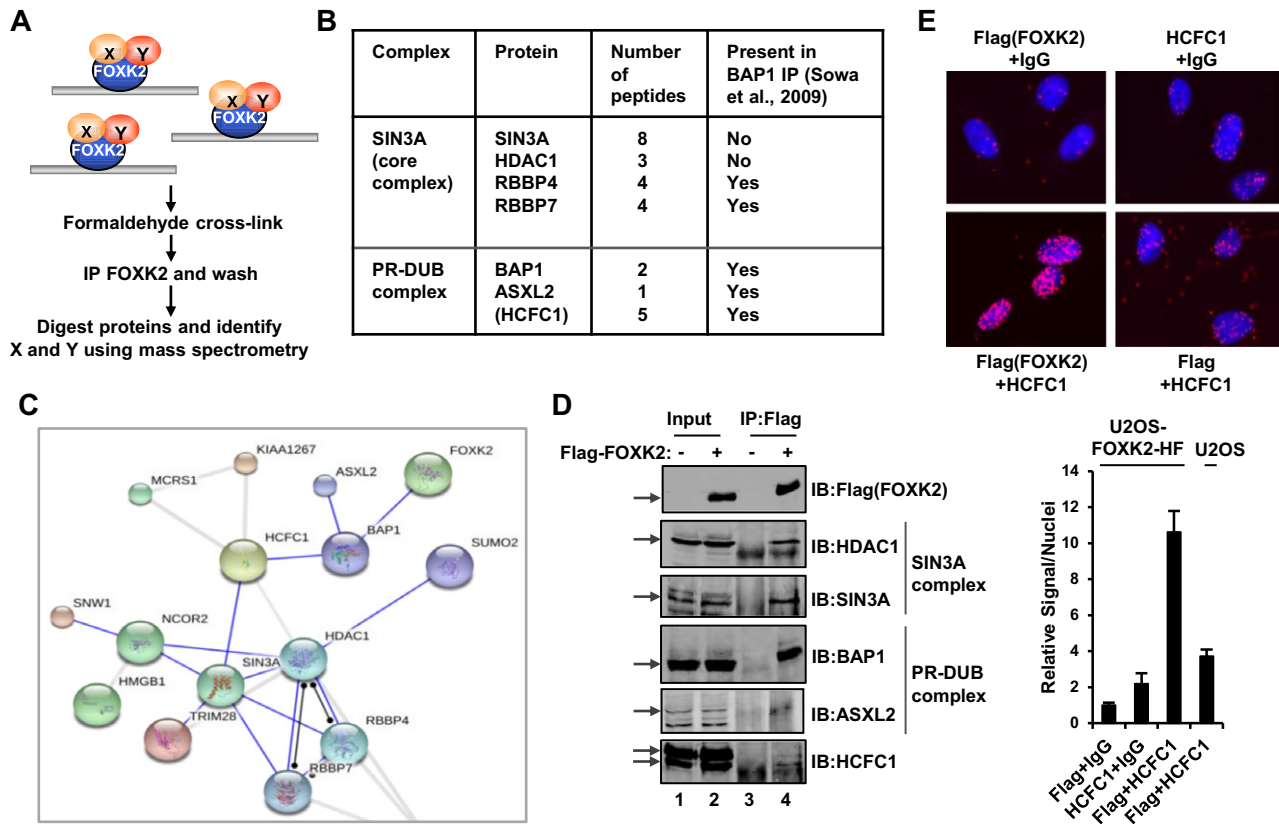 A
X Y
FOXK2
X Y
FOXK2
X Y
FOXK2
Formaldehyde cross-link
IP FOXK2 and wash
Digest proteins and identify
X and Y using mass spectrometry
B
Complex Protein Number of peptides Present in BAP1 IP (Sowa et al., 2009)
SIN3A SIN3A 8 No
(core HDAC1 3 No
complex) RBBP4 4 Yes
RBBP7 4 Yes
PR-DUB BAP1 2 Yes
complex ASXL2 1 Yes
(HCFC1) 5 Yes
C
KIAA1267
FOXK2
MCRS1
ASXL2
HCFC1
BAP1
SUMO2
SNW1
NCOR2
HDAC1
SIN3A
HMGB1
TRIM28
RBBP4
RBBP7
D
Input IP:Flag
Flag-FOXK2: - + - +
IB:Flag(FOXK2)
IB:HDAC1
IB:SIN3A
SIN3A
complex
IB:BAP1
IB:ASXL2
PR-DUB
complex
IB:HCFC1
1 2 3 4
E
Flag(FOXK2)
+IgG
HCFC1
+IgG
Flag(FOXK2)
+HCFC1
Flag
+HCFC1
U2OS-
FOXK2-HF
U2OS
Relative Signal/Nuclei
14
12
10
8
6
4
2
0
Flag+IgG
HCFC1+IgG
Flag+HCFC1
Flag+HCFC1